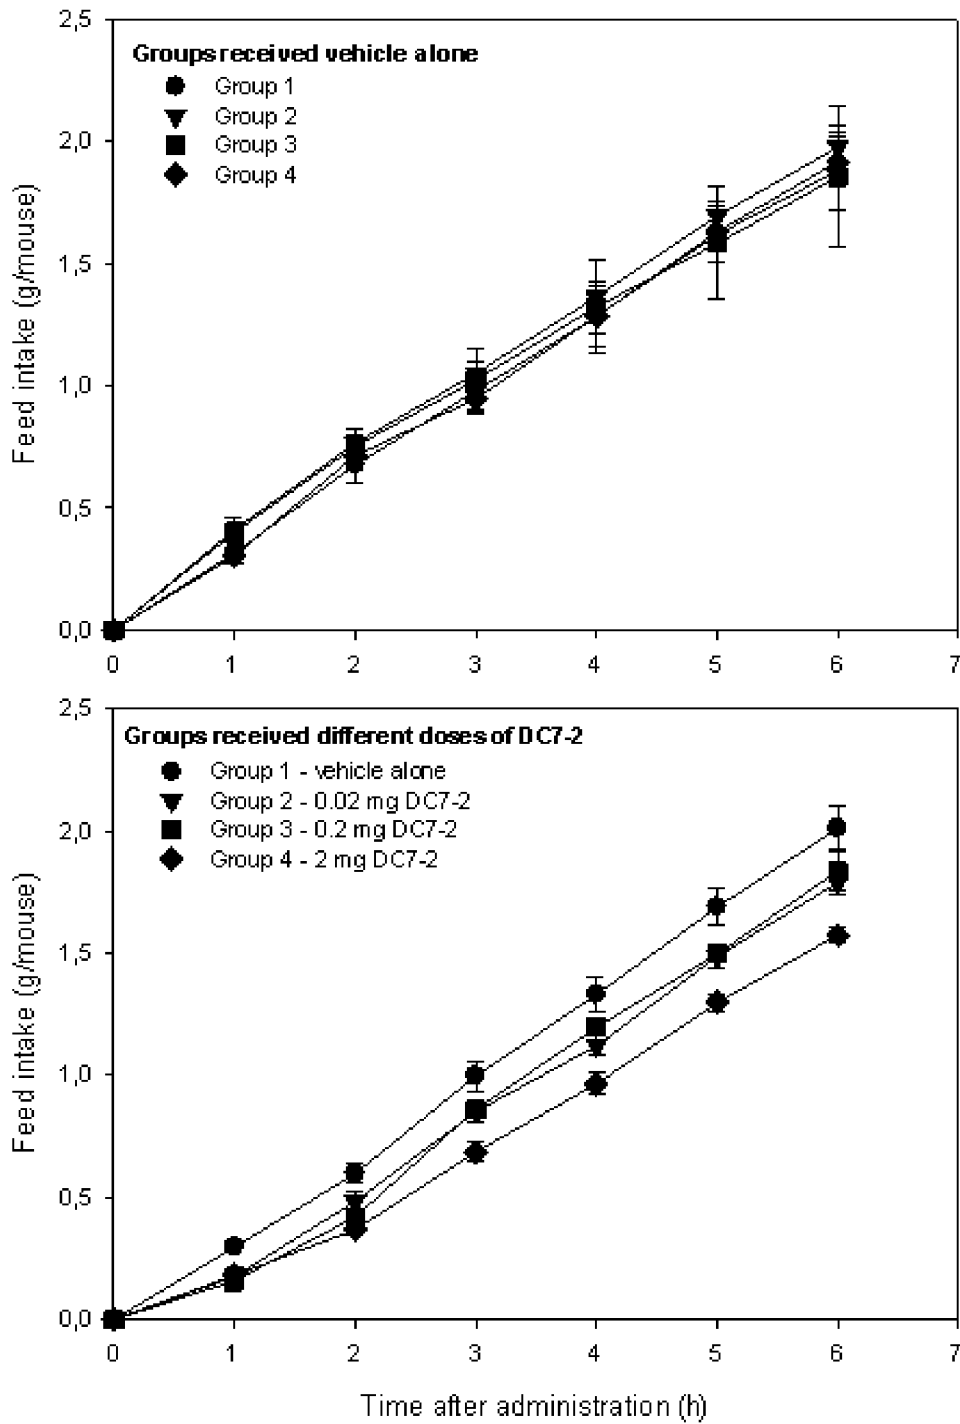 2,5
Groups received vehicle alone
Group 1
Group 2
Group 3
Group 4
2,0
1,5
1,0
0,5
0,0
Feed intake (g/mouse)
0 1 2 3 4 5 6 7
2,5
Groups received different doses of DC7-2
Group 1 - vehicle alone
Group 2 - 0.02 mg DC7-2
Group 3 - 0.2 mg DC7-2
Group 4 - 2 mg DC7-2
2,0
1,5
1,0
0,5
0,0
Feed intake (g/mouse)
0 1 2 3 4 5 6 7
Time after administration (h)